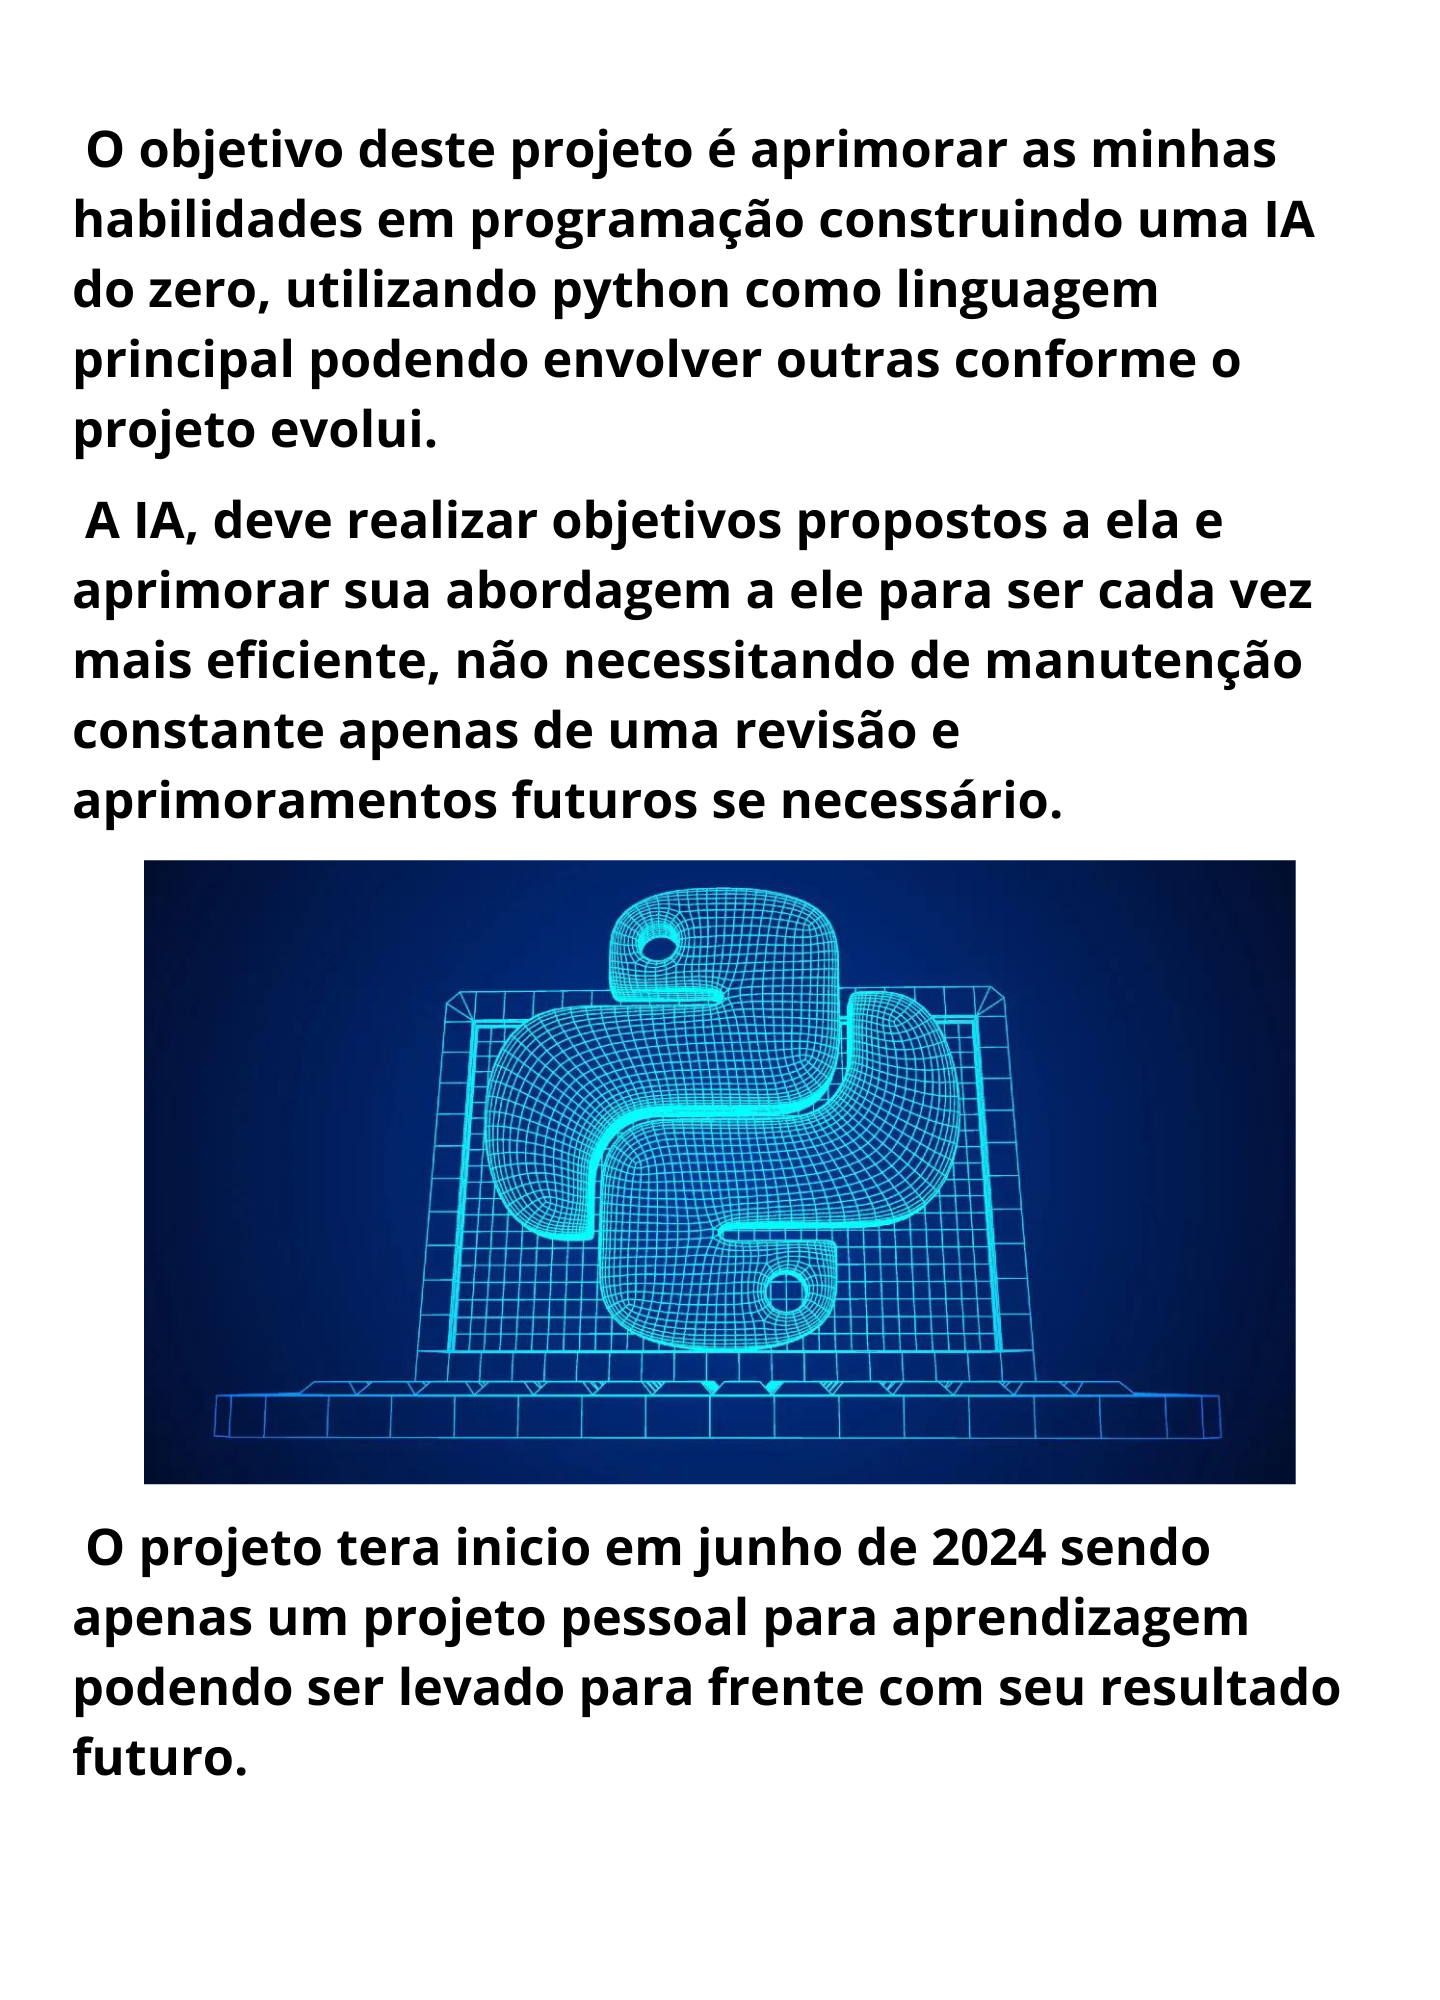 O objetivo deste projeto é aprimorar as minhas
habilidades em programação construindo uma IA
do zero, utilizando python como linguagem
principal podendo envolver outras conforme o
projeto evolui.
A IA, deve realizar objetivos propostos a ela e
aprimorar sua abordagem a ele para ser cada vez
mais eficiente, não necessitando de manutenção
constante apenas de uma revisão e
aprimoramentos futuros se necessário.
O projeto tera inicio em junho de 2024 sendo
apenas um projeto pessoal para aprendizagem
podendo ser levado para frente com seu resultado
futuro.